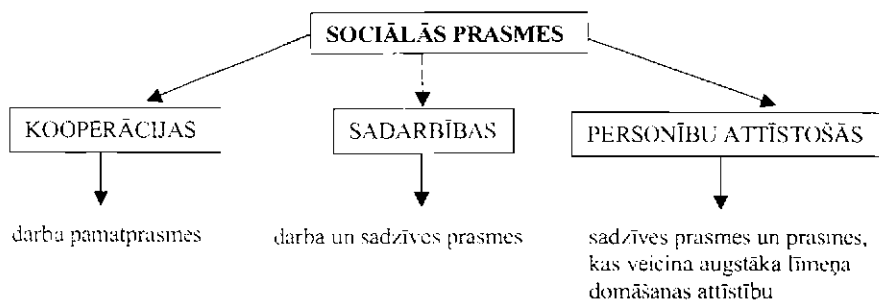 SOCIĀLĀS PRASMES
KOOPERĀCIJAS
SADARBĪBAS
PERSONĪBU ATTĪSTOŠĀS
darba pamatprasmes
darba un sadzīves prasmes
sadzīves prasmes un prasmes,
kas veicina augstāka līmeņa
domāšanas attīstību